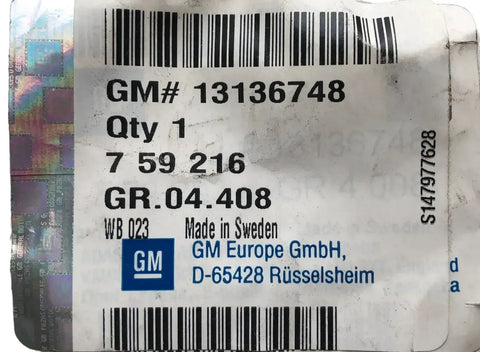 GM# 13136748
Qty 1
7 59 216
GR.04.408
WB 023 Made in Sweden
GM
GM Europe GmbH,
D-65428 Rüsselsheim
S147977628